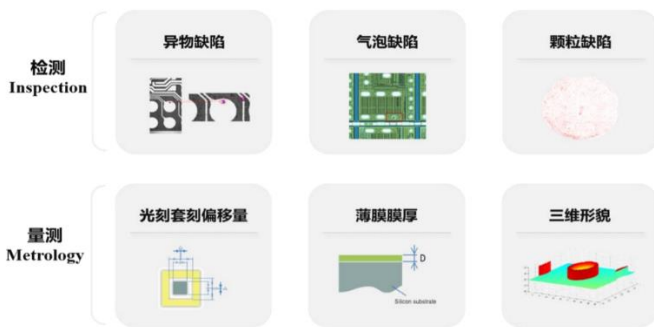 检测
Inspection
异物缺陷
气泡缺陷
颗粒缺陷
量测
Metrology
光刻套刻偏移量
薄膜膜厚
三维形貌
D
Silicon substrate